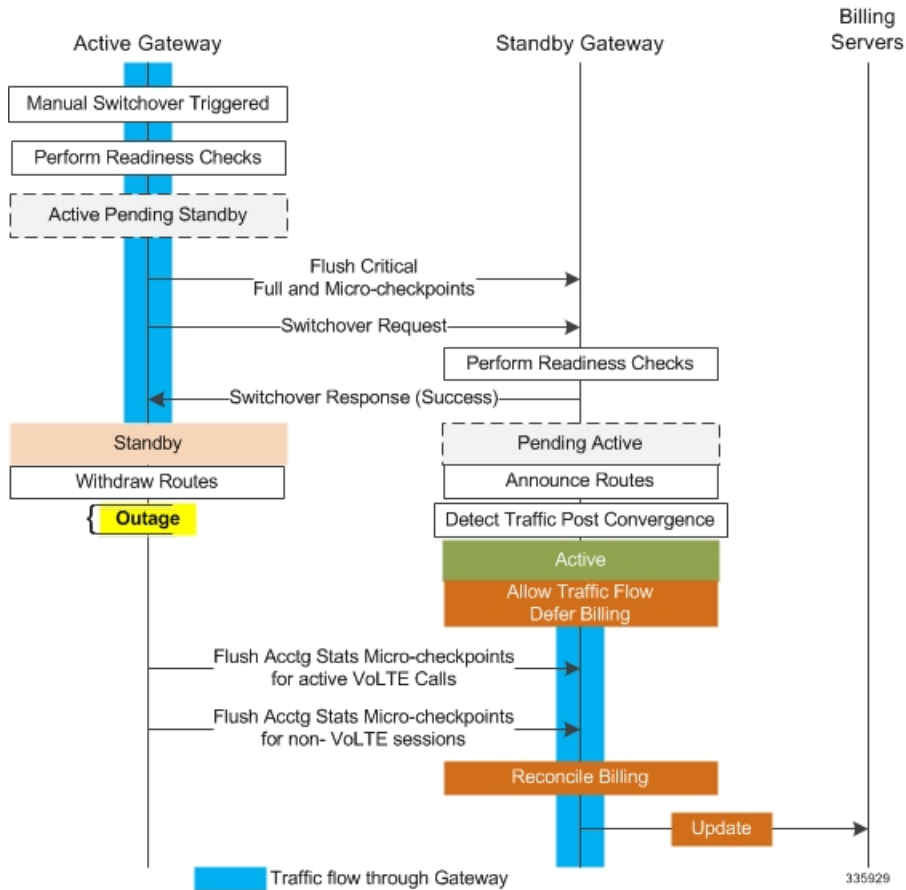 Billing
Servers
Active Gateway
Standby Gateway
Manual Switchover Triggered
Perform Readiness Checks
Active Pending Standby
Flush Critical
Full and Micro-checkpoints
Switchover Request
Perform Readiness Checks
Switchover Response (Success)
Standby
Pending Active
Withdraw Routes
Announce Routes
{ Outage
Detect Traffic Post Convergence
Active
Allow Traffic Flow
Defer Billing
Flush Acctg Stats Micro-checkpoints
for active VoLTE Calls
Flush Acctg Stats Micro-checkpoints
for non- VoLTE sessions
Reconcile Billing
Update
Traffic flow through Gateway
335929